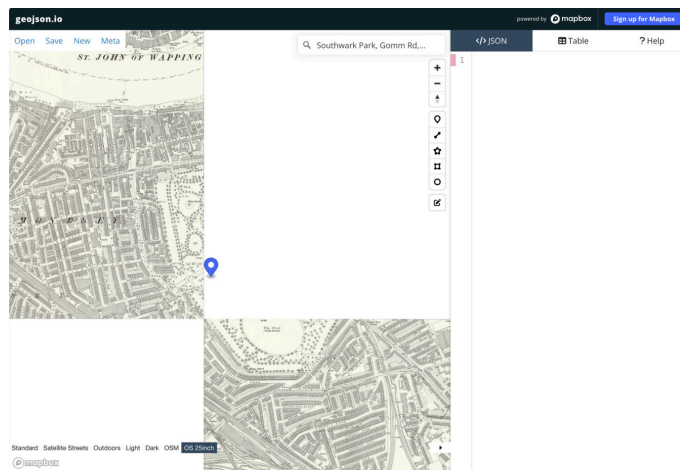 geojson.io
powered by mapbox
Sign up for Mapbox
Open Save New Meta
Southwark Park, Gomm Rd,...
</> JSON
Table
? Help
1
ST. JOHN OF WAPPING
M O N D S E Y
Standard Satellite Streets Outdoors Light Dark OSM OS 25inch
mapbox